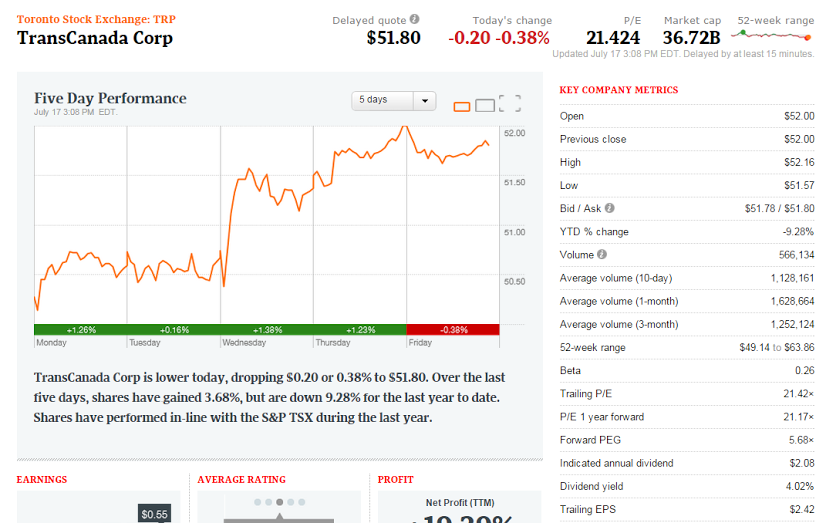 Toronto Stock Exchange: TRP
TransCanada Corp
Delayed quote i
$51.80
Today's change
-0.20 -0.38%
P/E
21.424
Market cap
36.72B
52-week range
Updated July 17 3:08 PM EDT. Delayed by at least 15 minutes.
Five Day Performance
July 17 3:08 PM EDT.
5 days
52.00
51.50
51.00
50.50
+1.26% +0.16% +1.38% +1.23% -0.38%
Monday Tuesday Wednesday Thursday Friday
TransCanada Corp is lower today, dropping $0.20 or 0.38% to $51.80. Over the last
five days, shares have gained 3.68%, but are down 9.28% for the last year to date.
Shares have performed in-line with the S&P TSX during the last year.
EARNINGS
$0.55
AVERAGE RATING
PROFIT
Net Profit (TTM)
KEY COMPANY METRICS
Open $52.00
Previous close $52.00
High $52.16
Low $51.57
Bid / Ask i $51.78 / $51.80
YTD % change -9.28%
Volume i 566,134
Average volume (10-day) 1,128,161
Average volume (1-month) 1,628,664
Average volume (3-month) 1,252,124
52-week range $49.14 to $63.86
Beta 0.26
Trailing P/E 21.42×
P/E 1 year forward 21.17×
Forward PEG 5.68×
Indicated annual dividend $2.08
Dividend yield 4.02%
Trailing EPS $2.42